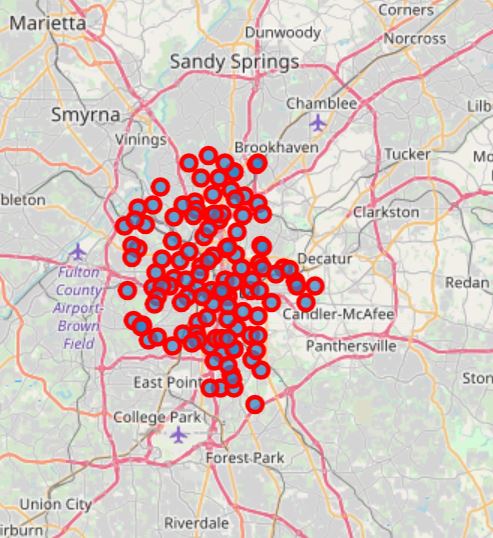 Marietta
Corners
Dunwoody
Norcross
Sandy Springs
Chamblee
Smyrna
Lilb
Vinings
Brookhaven
Tucker
Mo
bleton
Clarkston
Decatur
Fulton
County
Airport-
Brown
Field
Redan
Candler-McAfee
Panthersville
East Point
Ston
College Park
Forest Park
Union City
Riverdale
irburn